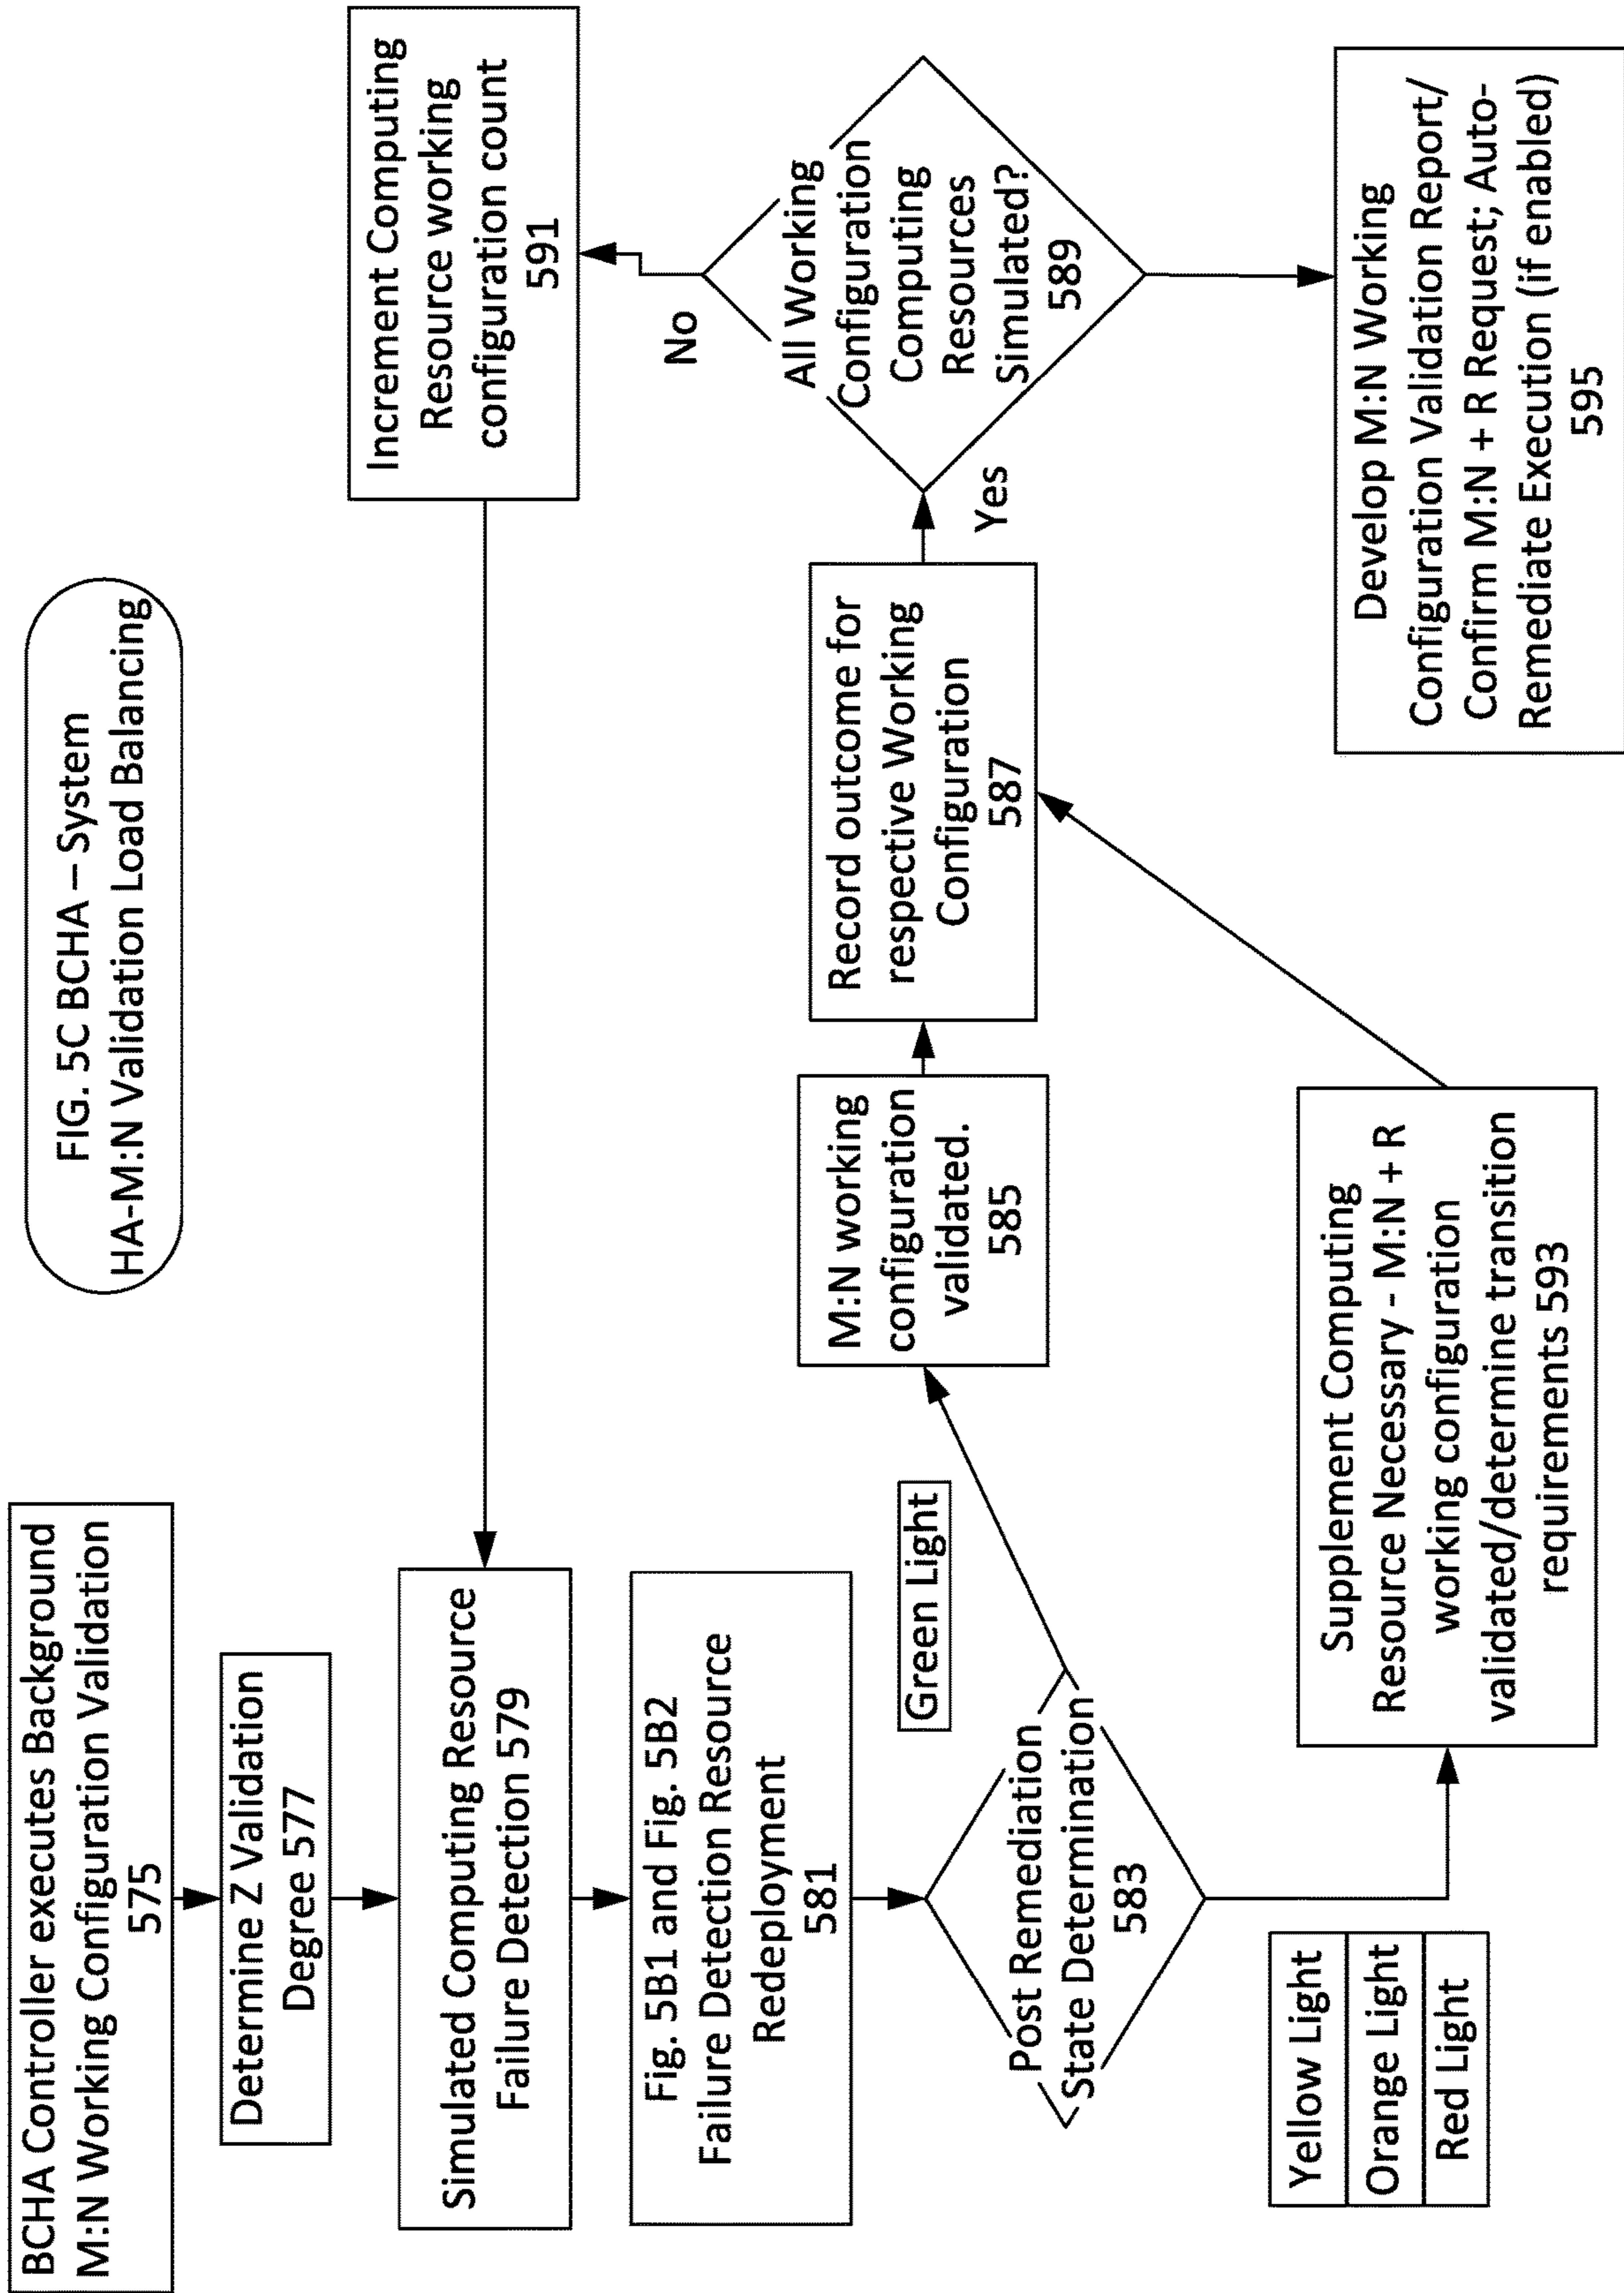 FIG. 5C BCHA – System
HA-M:N Validation Load Balancing
BCHA Controller executes Background
M:N Working Configuration Validation
575
Determine Z Validation
Degree 577
Simulated Computing Resource
Failure Detection 579
Fig. 5B1 and Fig. 5B2
Failure Detection Resource
Redeployment
581
Post Remediation
State Determination
583
Green Light
Yellow Light
Orange Light
Red Light
M:N working
configuration
validated.
585
Supplement Computing
Resource Necessary - M:N + R
working configuration
validated/determine transition
requirements 593
Record outcome for
respective Working
Configuration
587
Yes
All Working
Configuration
Computing
Resources
Simulated?
589
No
Increment Computing
Resource working
configuration count
591
Develop M:N Working
Configuration Validation Report/
Confirm M:N + R Request; Auto-
Remediate Execution (if enabled)
595